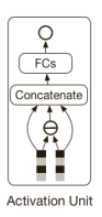 FCs
Concatenate
Activation Unit